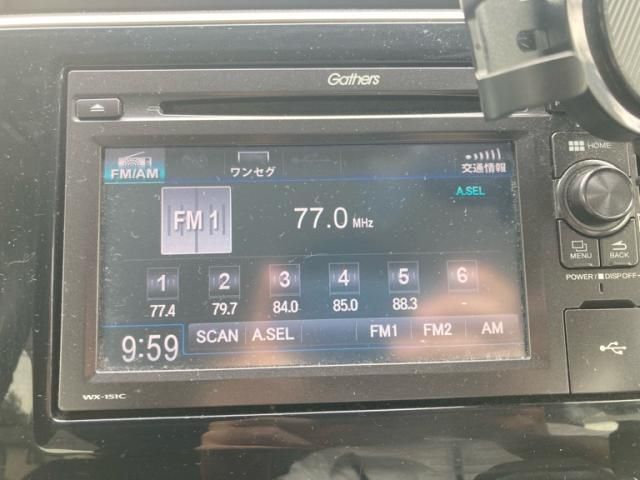 Gathers
FM/AM
ワンセグ
交通情報
A.SEL
FM 1
77.0 MHz
1 2 3 4 5 6
77.4 79.7 84.0 85.0 88.3 -
9:59 SCAN A.SEL FM1 FM2 AM
WX-151C
HOME
MENU BACK
POWER/ DISP OFF-